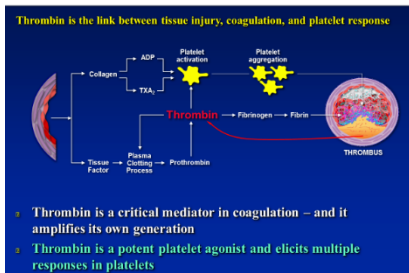 Thrombin is the link between tissue injury, coagulation, and platelet response
Platelet
activation
Platelet
aggregation
ADP
Collagen
TXA2
Thrombin
Fibrinogen
Fibrin
THROMBUS
Plasma
Clotting
Process
Tissue
Factor
Prothrombin
Thrombin is a critical mediator in coagulation – and it
amplifies its own generation
Thrombin is a potent platelet agonist and elicits multiple
responses in platelets